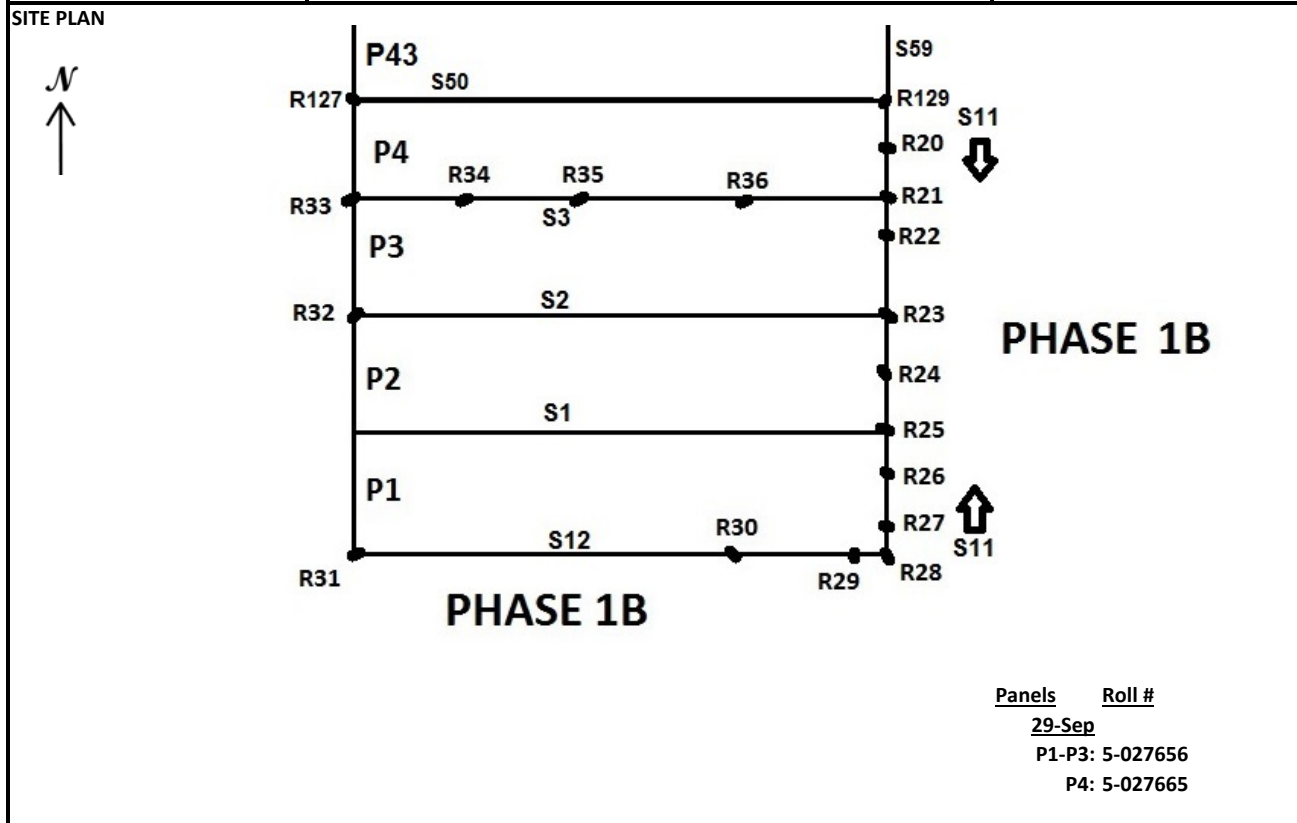 SITE PLAN
N
P43
S59
S50
R127
R129
S11
P4
R20
R34
R35
R36
R33
R21
S3
P3
R22
S2
R32
R23
PHASE 1B
P2
R24
S1
R25
P1
R26
R27
S12
R30
S11
R31
R29
R28
PHASE 1B
Panels Roll #
29-Sep
P1-P3: 5-027656
P4: 5-027665